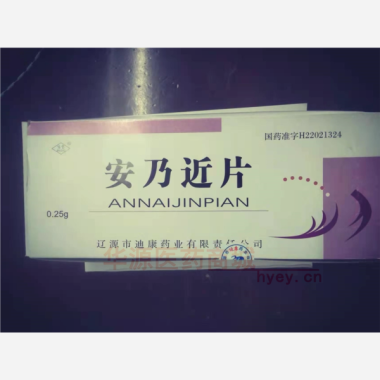 国药准字H22021324
安乃近片
ANNAIJINPIAN
0.25g
辽源市迪康药业有限责任公司
华源医药商城
hyey.cn